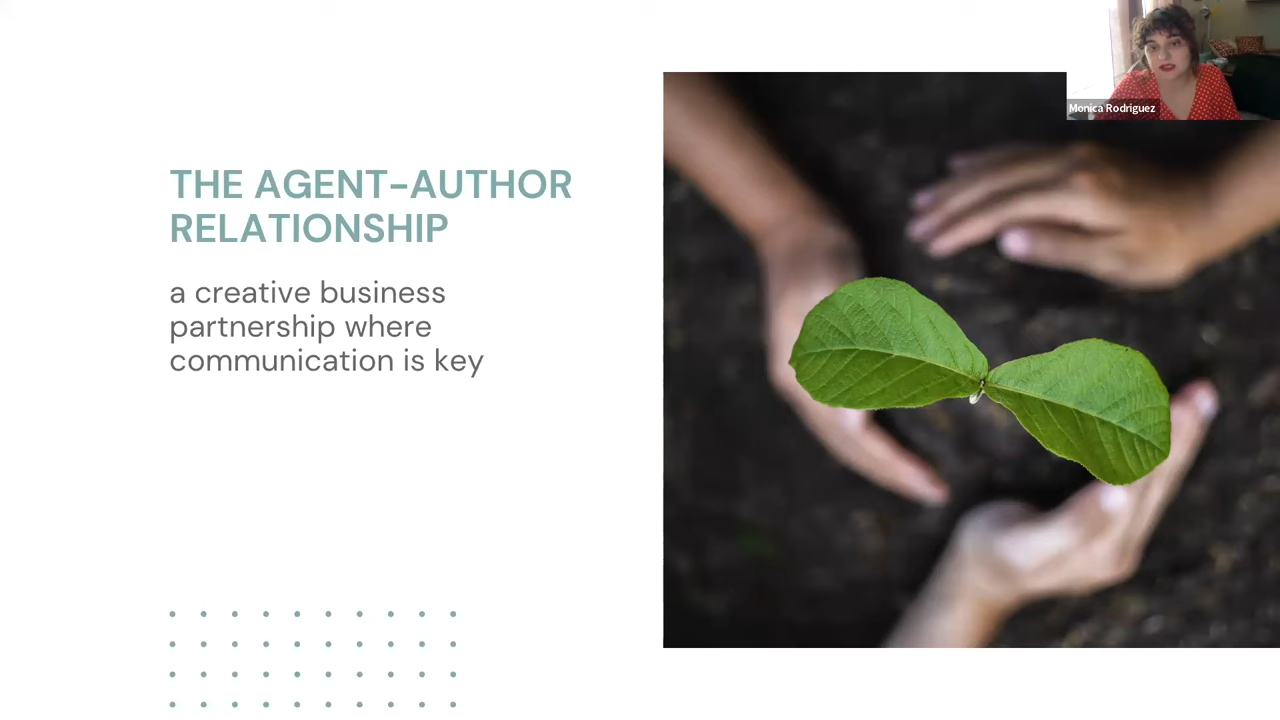 Monica Rodriguez
THE AGENT-AUTHOR
RELATIONSHIP
a creative business
partnership where
communication is key